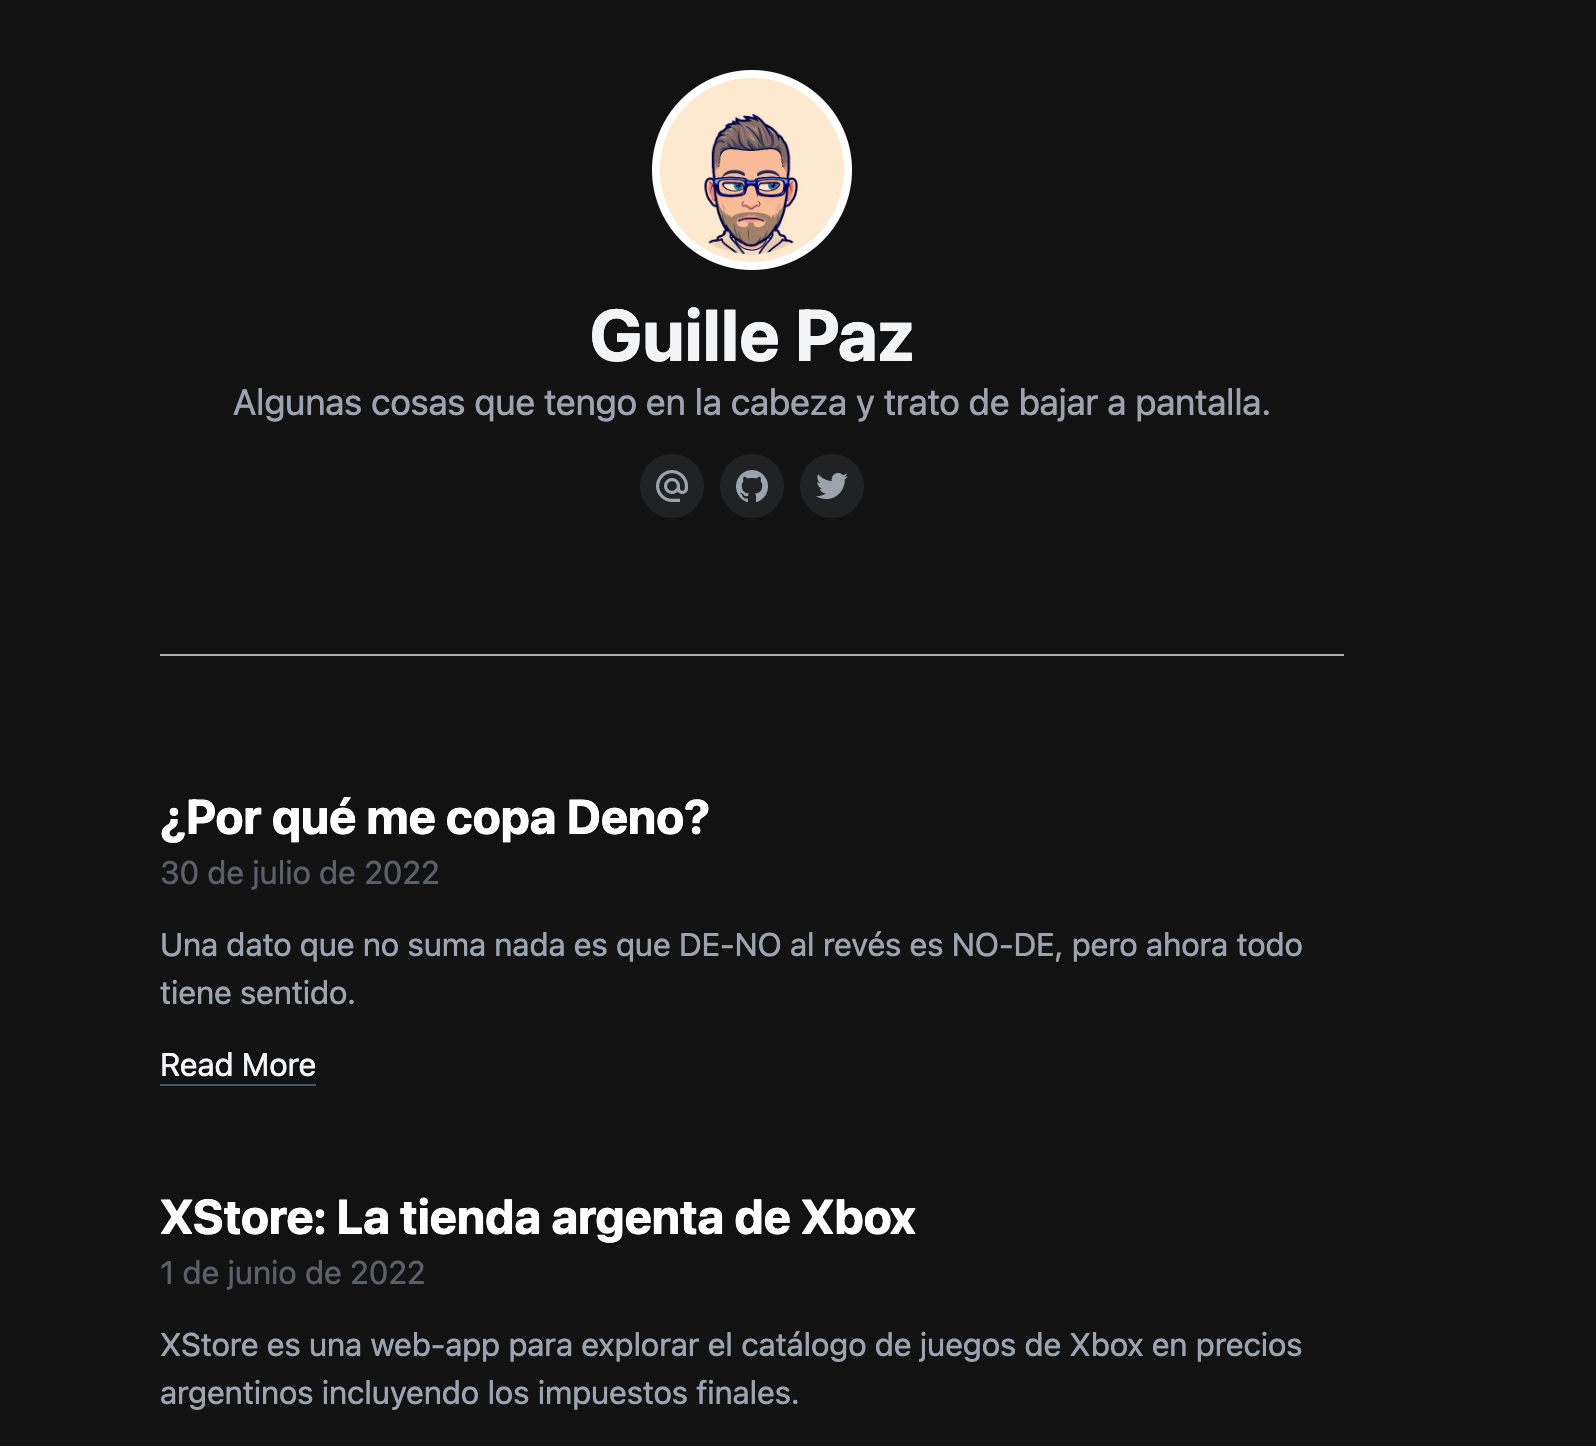 Guille Paz
Algunas cosas que tengo en la cabeza y trato de bajar a pantalla.
¿Por qué me copa Deno?
30 de julio de 2022
Una dato que no suma nada es que DE-NO al revés es NO-DE, pero ahora todo
tiene sentido.
Read More
XStore: La tienda argenta de Xbox
1 de junio de 2022
XStore es una web-app para explorar el catálogo de juegos de Xbox en precios
argentinos incluyendo los impuestos finales.